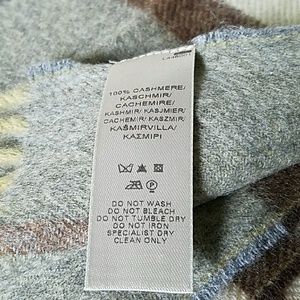 100% CASHMERE/
KASCHMIR/
CACHEMIRE/
KASHMIR/ KASJMIER/
CACHEMIR/ KASZMIR/
KAŠMIRVILLA/
ΚΑΣΜΙΡΙ
DO NOT WASH
DO NOT BLEACH
DO NOT TUMBLE DRY
DO NOT IRON
SPECIALIST DRY
CLEAN ONLY